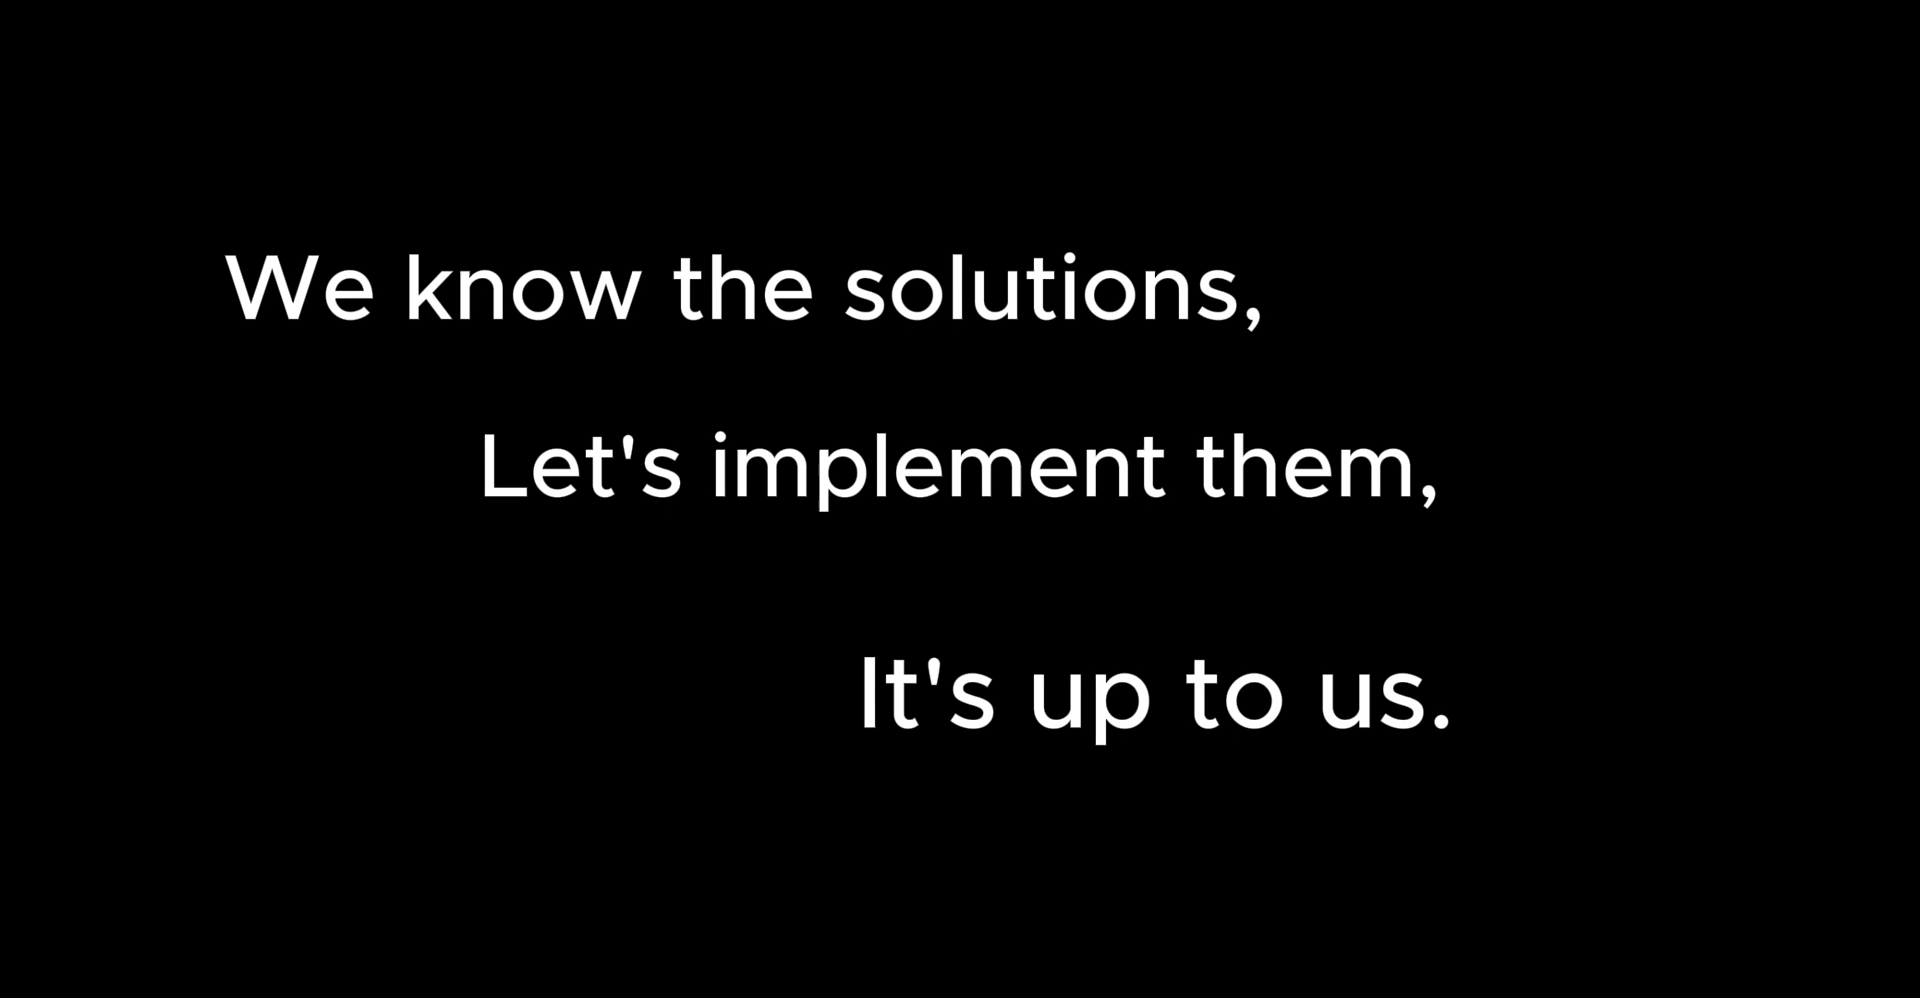 We know the solutions,
Let's implement them,
It's up to us.